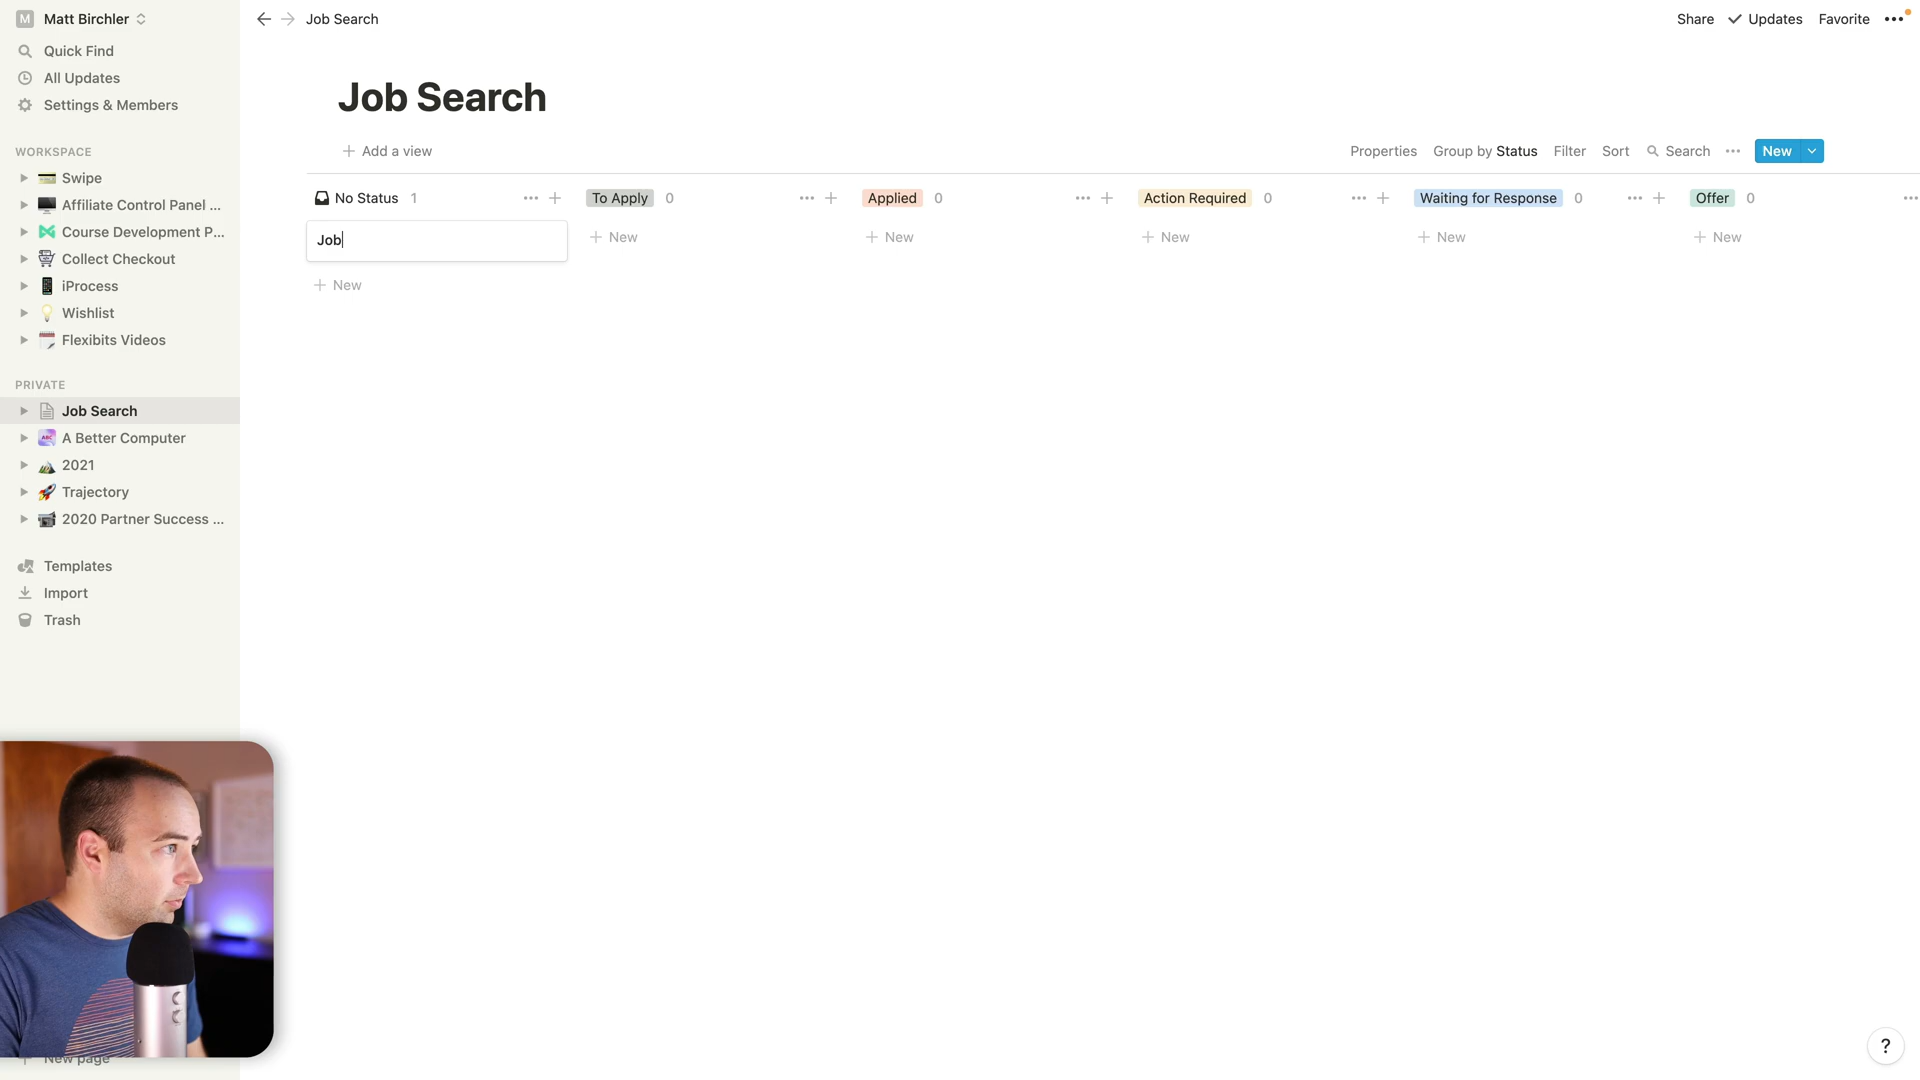 M Matt Birchler
Quick Find
All Updates
Settings & Members
WORKSPACE
Swipe
Affiliate Control Panel ...
Course Development P...
Collect Checkout
iProcess
Wishlist
Flexibits Videos
PRIVATE
Job Search
A Better Computer
2021
Trajectory
2020 Partner Success ...
Templates
Import
Trash
New page
Job Search
Share Updates Favorite
Job Search
Add a view
Properties Group by Status Filter Sort Search New
No Status 1 To Apply 0 Applied 0 Action Required 0 Waiting for Response 0 Offer 0
Job New New New New New
New
?